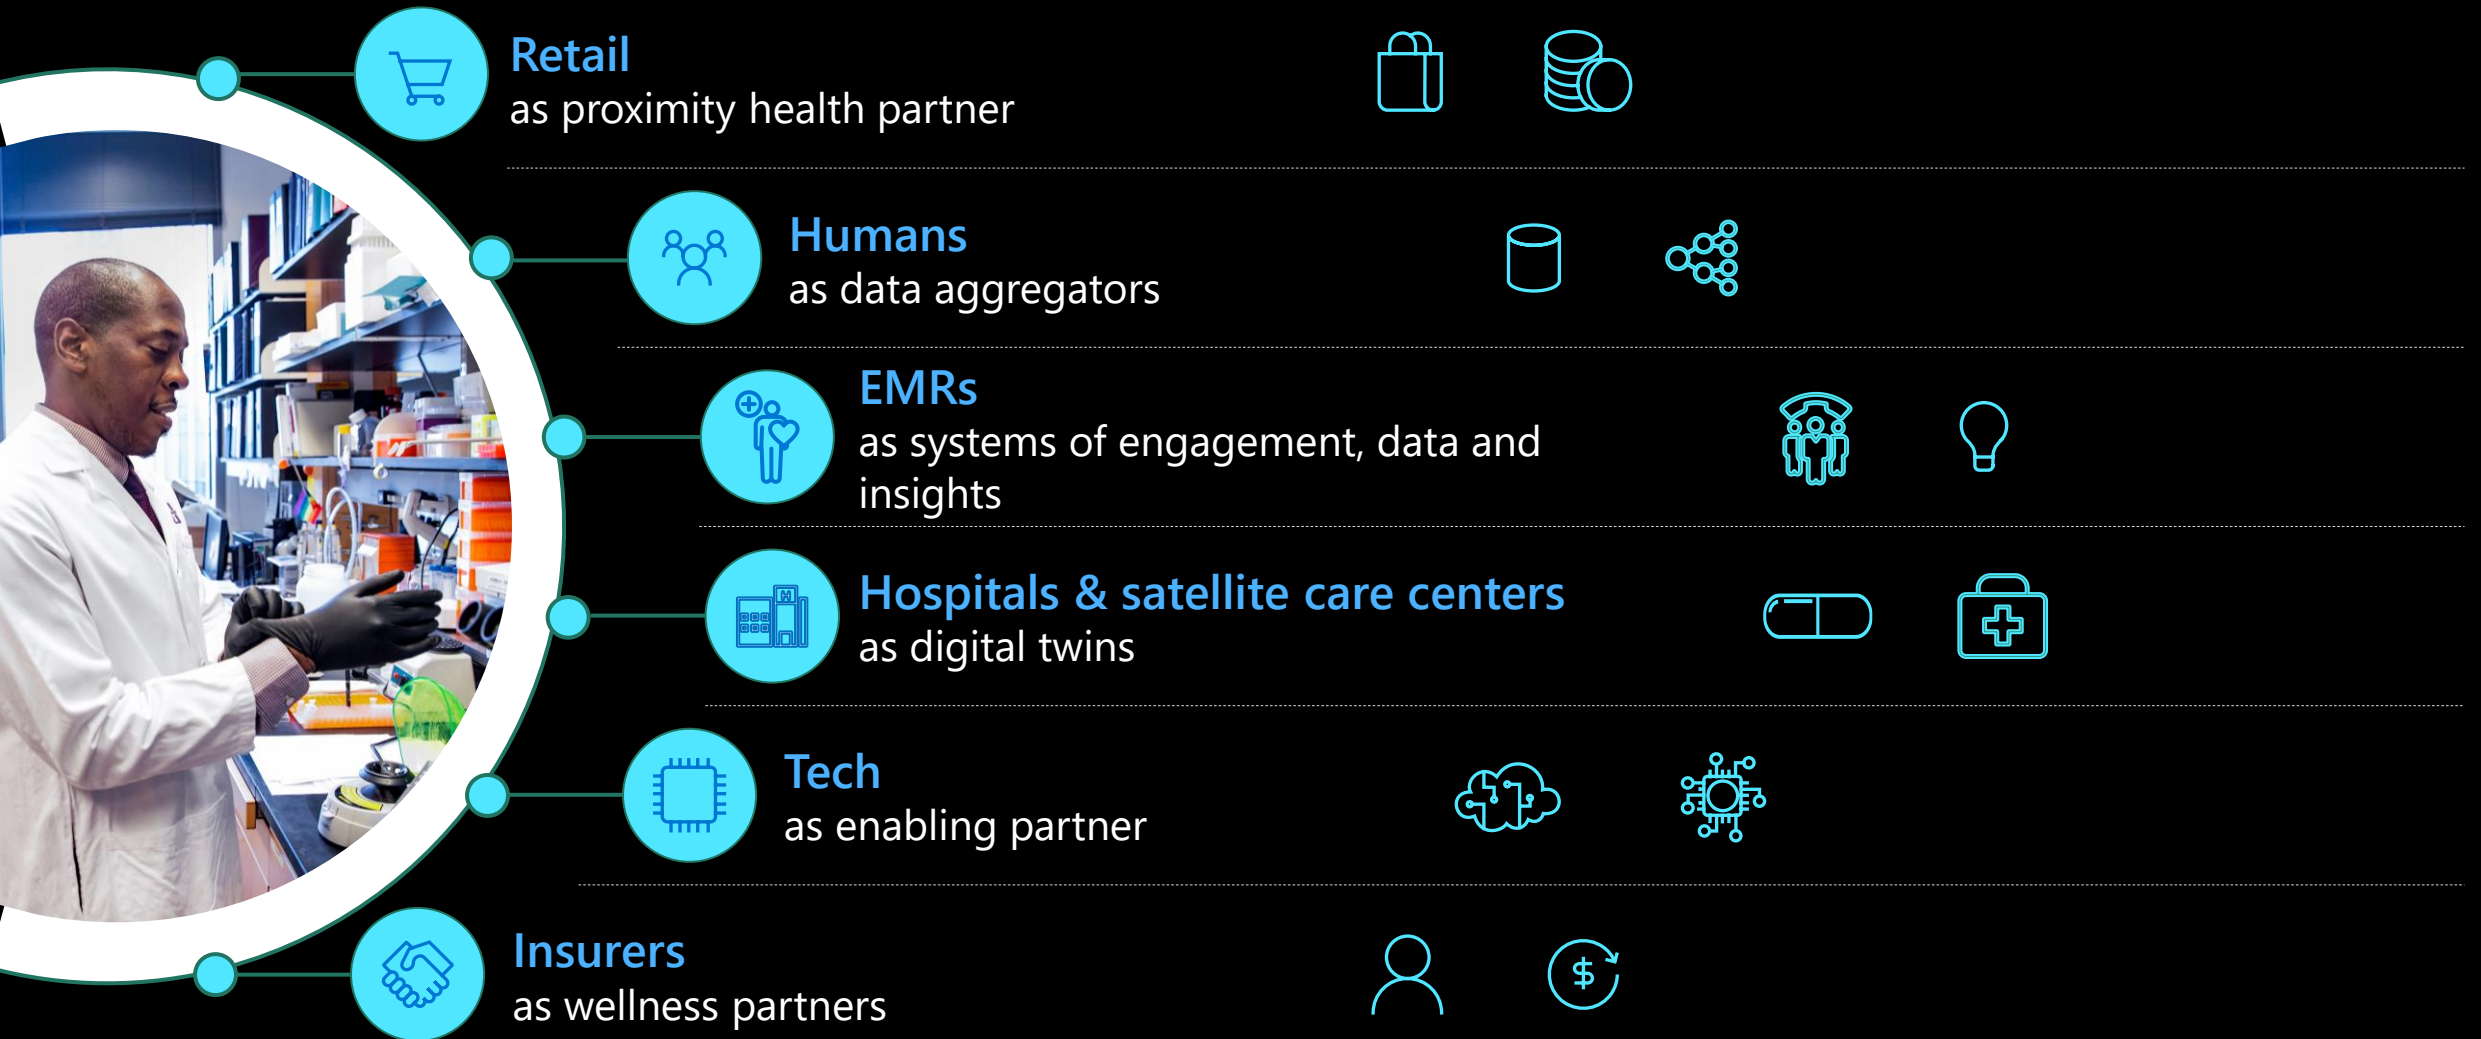 Retail
as proximity health partner
Humans
as data aggregators
EMRs
as systems of engagement, data and
insights
Hospitals & satellite care centers
as digital twins
Tech
as enabling partner
Insurers
as wellness partners